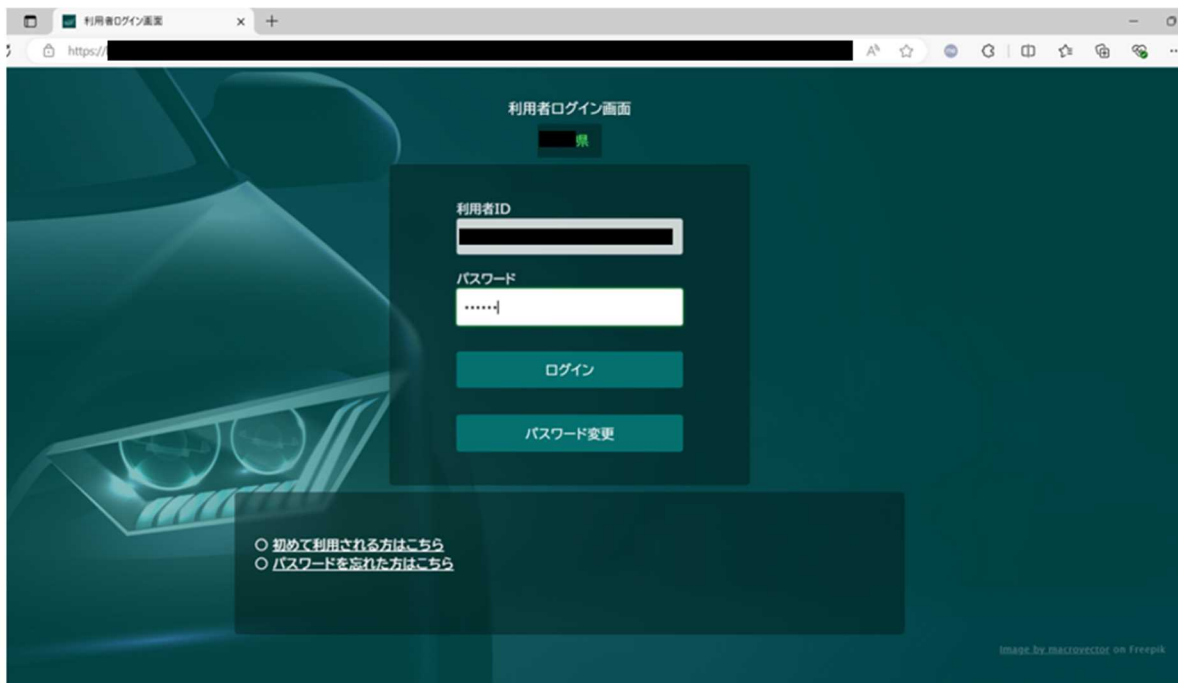 利用者ログイン画面
https://
利用者ログイン画面
県
利用者ID
パスワード
••••••
ログイン
パスワード変更
○ 初めて利用される方はこちら
○ パスワードを忘れた方はこちら
Image by macrovector on Freepik